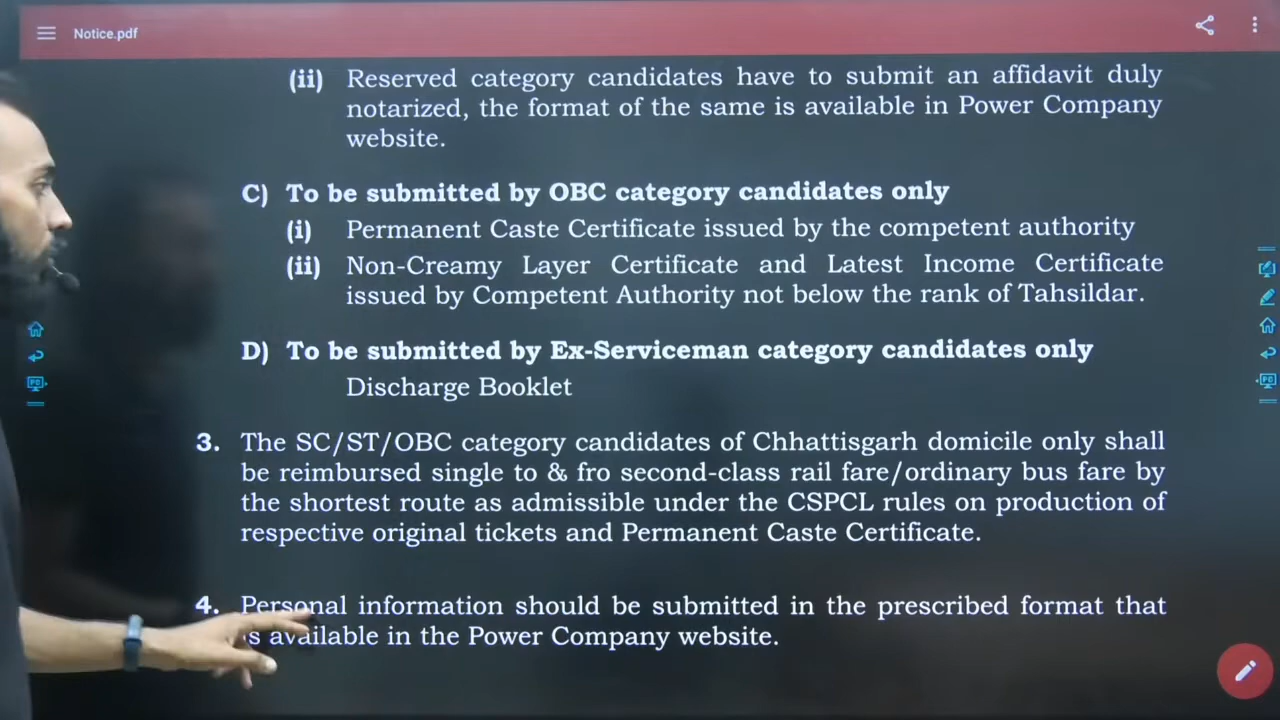 Notice.pdf
(ii) Reserved category candidates have to submit an affidavit duly
notarized, the format of the same is available in Power Company
website.
C) To be submitted by OBC category candidates only
(i) Permanent Caste Certificate issued by the competent authority
(ii) Non-Creamy Layer Certificate and Latest Income Certificate
issued by Competent Authority not below the rank of Tahsildar.
D) To be submitted by Ex-Serviceman category candidates only
Discharge Booklet
3. The SC/ST/OBC category candidates of Chhattisgarh domicile only shall
be reimbursed single to & fro second-class rail fare/ordinary bus fare by
the shortest route as admissible under the CSPCL rules on production of
respective original tickets and Permanent Caste Certificate.
4. Personal information should be submitted in the prescribed format that
is available in the Power Company website.